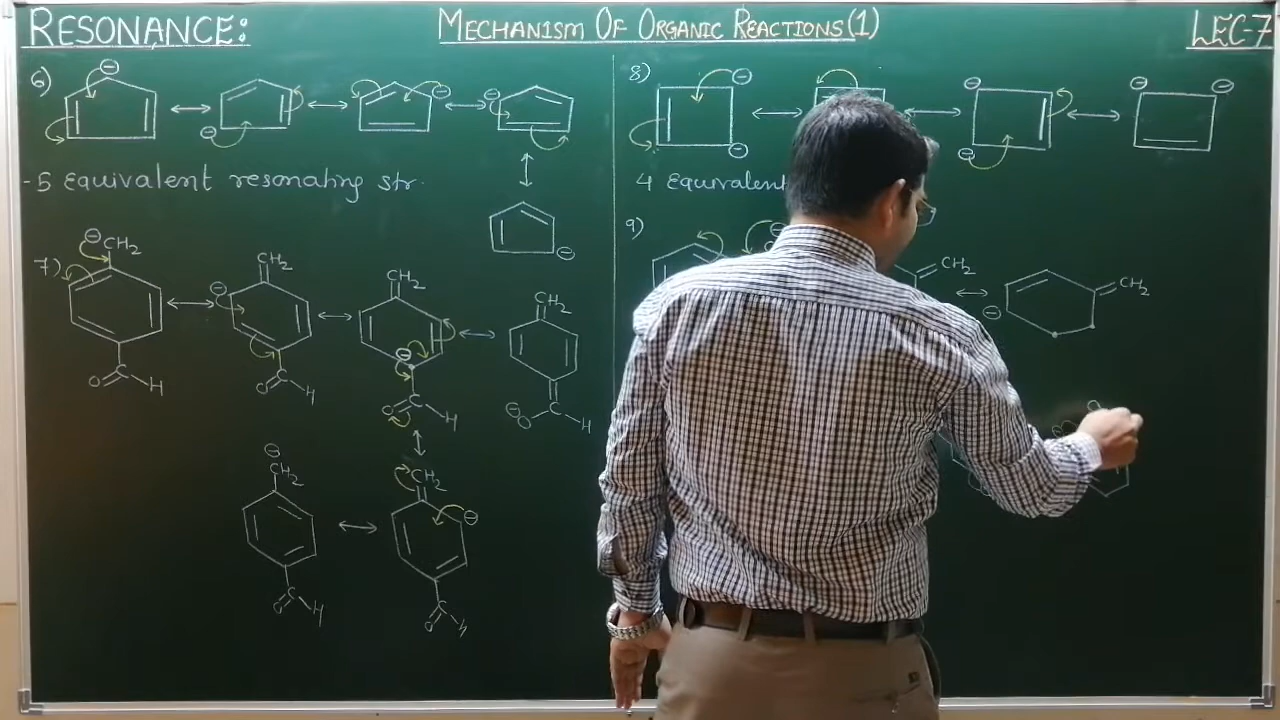 RESONANCE:
MECHANISM OF ORGANIC REACTIONS(1)
LEC-7
6)
⊖
⊖
⊖
⊖
- 5 Equivalent resonating str.
⊖
7)
⊖CH₂
O
H
CH₂
⊖
O
H
CH₂
⊖
O
H
CH₂
⊖O
H
⊖
CH₂
O
H
CH₂
⊖
O
H
8)
⊖
⊖
⊖
⊖
⊖
⊖
4 Equivalent
9)
CH₂
⊖
CH₂